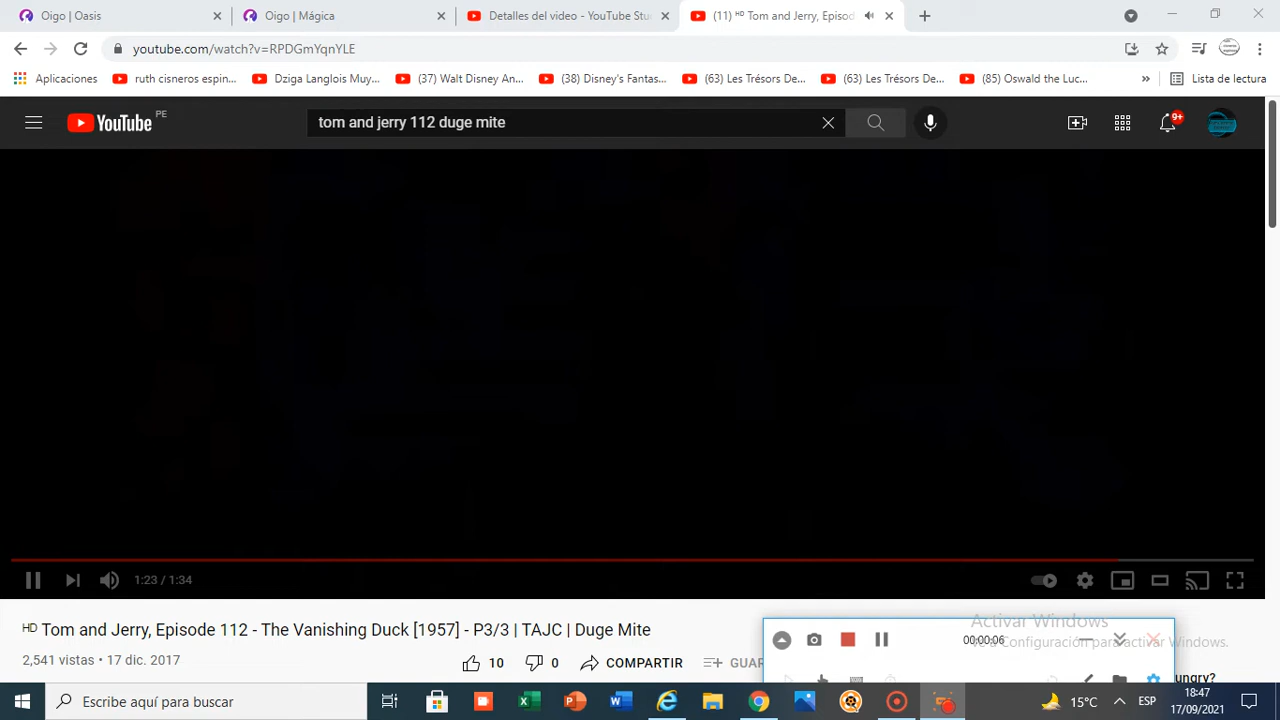 Oigo | Oasis
Oigo | Mágica
Detalles del video - YouTube Stu
(11) ᴴᴰ Tom and Jerry, Episod
youtube.com/watch?v=RPDGmYqnYLE
Aplicaciones
ruth cisneros espin...
Dziga Langlois Muy...
(37) Walt Disney An...
(38) Disney's Fantas...
(63) Les Trésors De...
(63) Les Trésors De...
(85) Oswald the Luc...
»
Lista de lectura
YouTube PE
tom and jerry 112 duge mite
9+
1:23 / 1:34
ᴴᴰ Tom and Jerry, Episode 112 - The Vanishing Duck [1957] - P3/3 | TAJC | Duge Mite
2,541 vistas • 17 dic. 2017
10
0
COMPARTIR
GUAR
Activar Windows
00:00:06
Configuración para activar Windows.
ungry?
Escribe aquí para buscar
15°C
ESP
18:47
17/09/2021